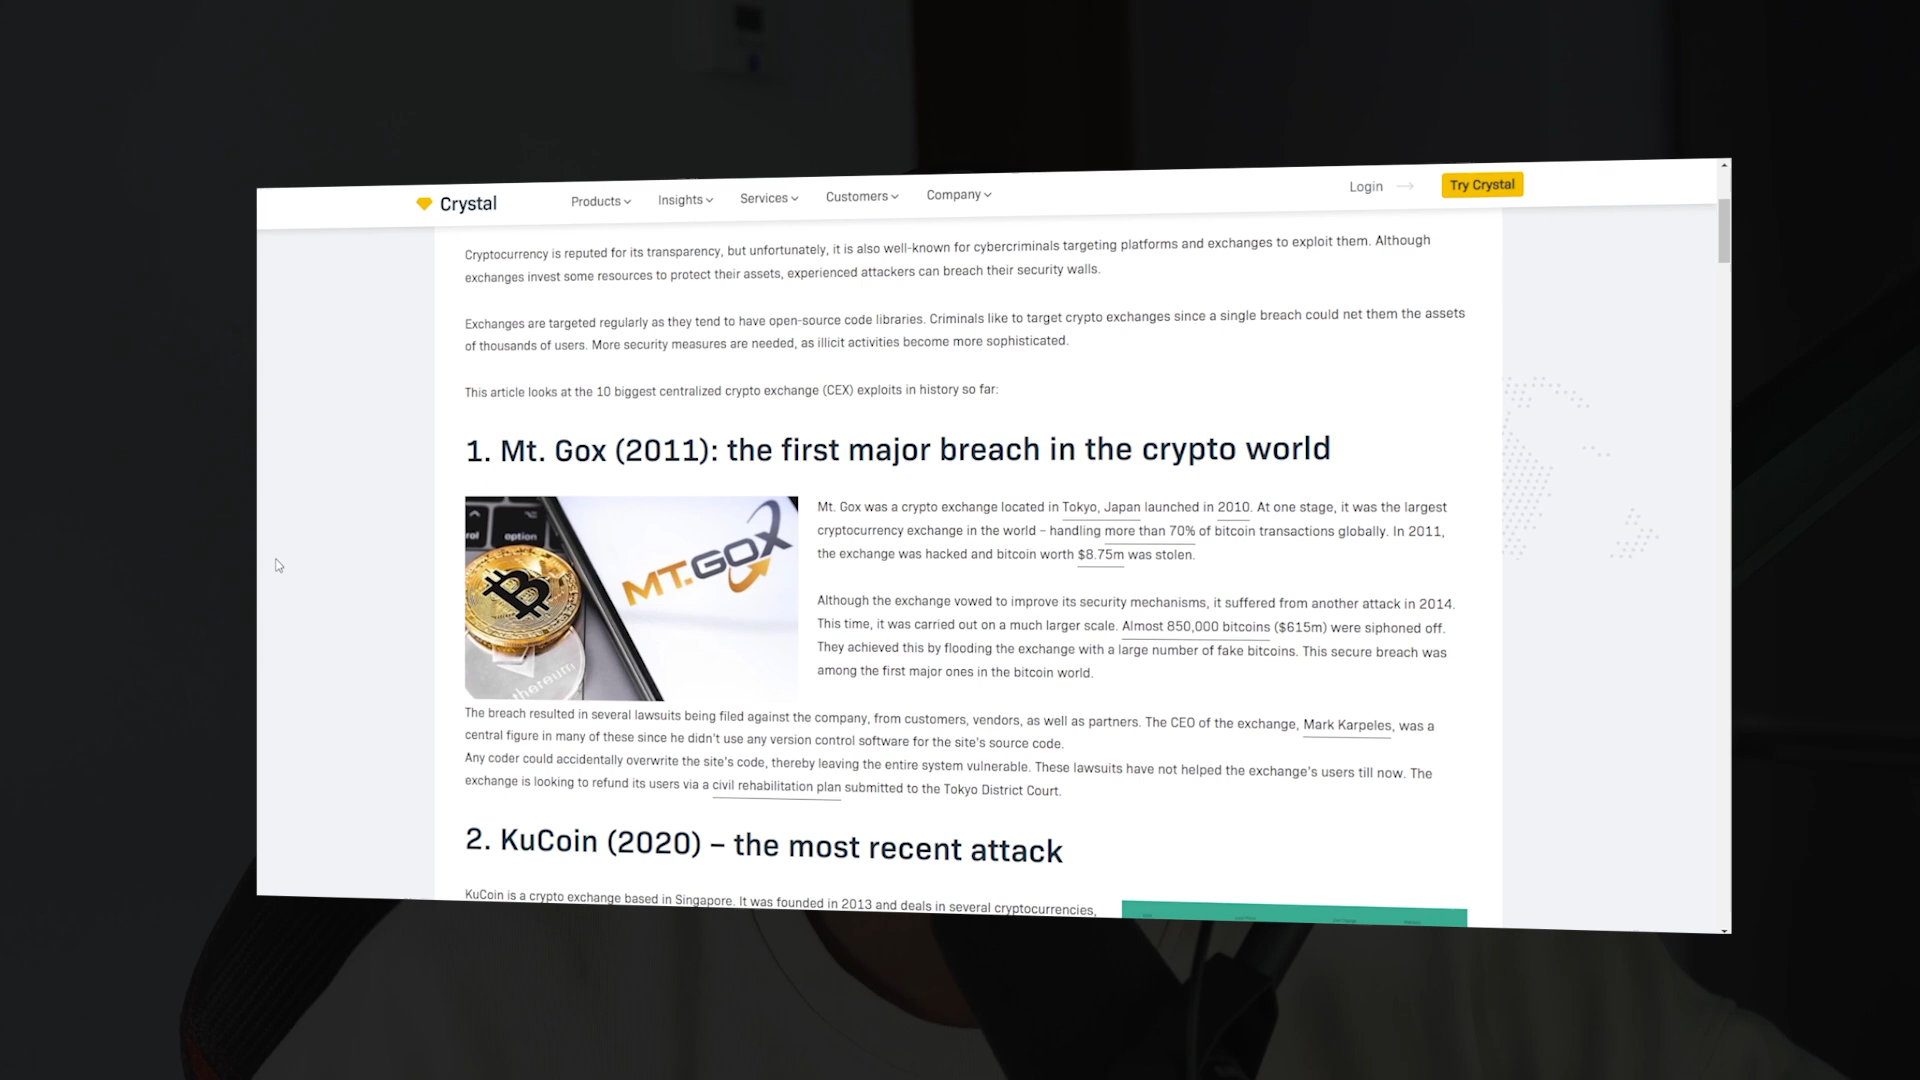 Crystal
Products
Insights
Services
Customers
Company
Login
Try Crystal
Cryptocurrency is reputed for its transparency, but unfortunately, it is also well-known for cybercriminals targeting platforms and exchanges to exploit them. Although
exchanges invest some resources to protect their assets, experienced attackers can breach their security walls.
Exchanges are targeted regularly as they tend to have open-source code libraries. Criminals like to target crypto exchanges since a single breach could net them the assets
of thousands of users. More security measures are needed, as illicit activities become more sophisticated.
This article looks at the 10 biggest centralized crypto exchange (CEX) exploits in history so far:
1. Mt. Gox (2011): the first major breach in the crypto world
option
MT.GOX
thereum
Mt. Gox was a crypto exchange located in Tokyo, Japan launched in 2010. At one stage, it was the largest
cryptocurrency exchange in the world – handling more than 70% of bitcoin transactions globally. In 2011,
the exchange was hacked and bitcoin worth $8.75m was stolen.
Although the exchange vowed to improve its security mechanisms, it suffered from another attack in 2014.
This time, it was carried out on a much larger scale. Almost 850,000 bitcoins ($615m) were siphoned off.
They achieved this by flooding the exchange with a large number of fake bitcoins. This secure breach was
among the first major ones in the bitcoin world.
The breach resulted in several lawsuits being filed against the company, from customers, vendors, as well as partners. The CEO of the exchange, Mark Karpeles, was a
central figure in many of these since he didn't use any version control software for the site's source code.
Any coder could accidentally overwrite the site's code, thereby leaving the entire system vulnerable. These lawsuits have not helped the exchange's users till now. The
exchange is looking to refund its users via a civil rehabilitation plan submitted to the Tokyo District Court.
2. KuCoin (2020) – the most recent attack
KuCoin is a crypto exchange based in Singapore. It was founded in 2013 and deals in several cryptocurrencies,